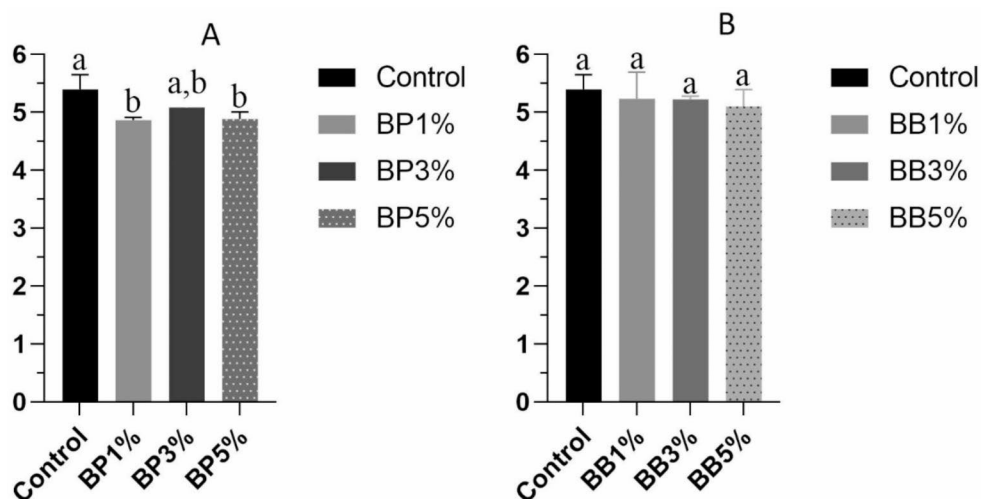 A
6
5
4
3
2
1
0
a
b
a,b
b
Control
BP1%
BP3%
BP5%
Control
BP1%
BP3%
BP5%
B
6
5
4
3
2
1
0
a
a
a
a
Control
BB1%
BB3%
BB5%
Control
BB1%
BB3%
BB5%